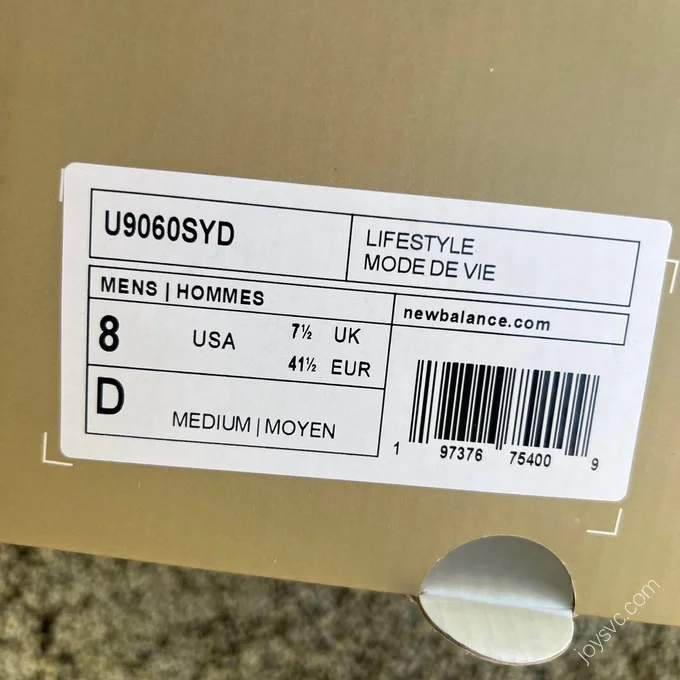 U9060SYD
LIFESTYLE
MODE DE VIE
MENS | HOMMES
8 USA 7½ UK
41½ EUR
D MEDIUM | MOYEN
newbalance.com
1 97376 75400 9
joysvc.com